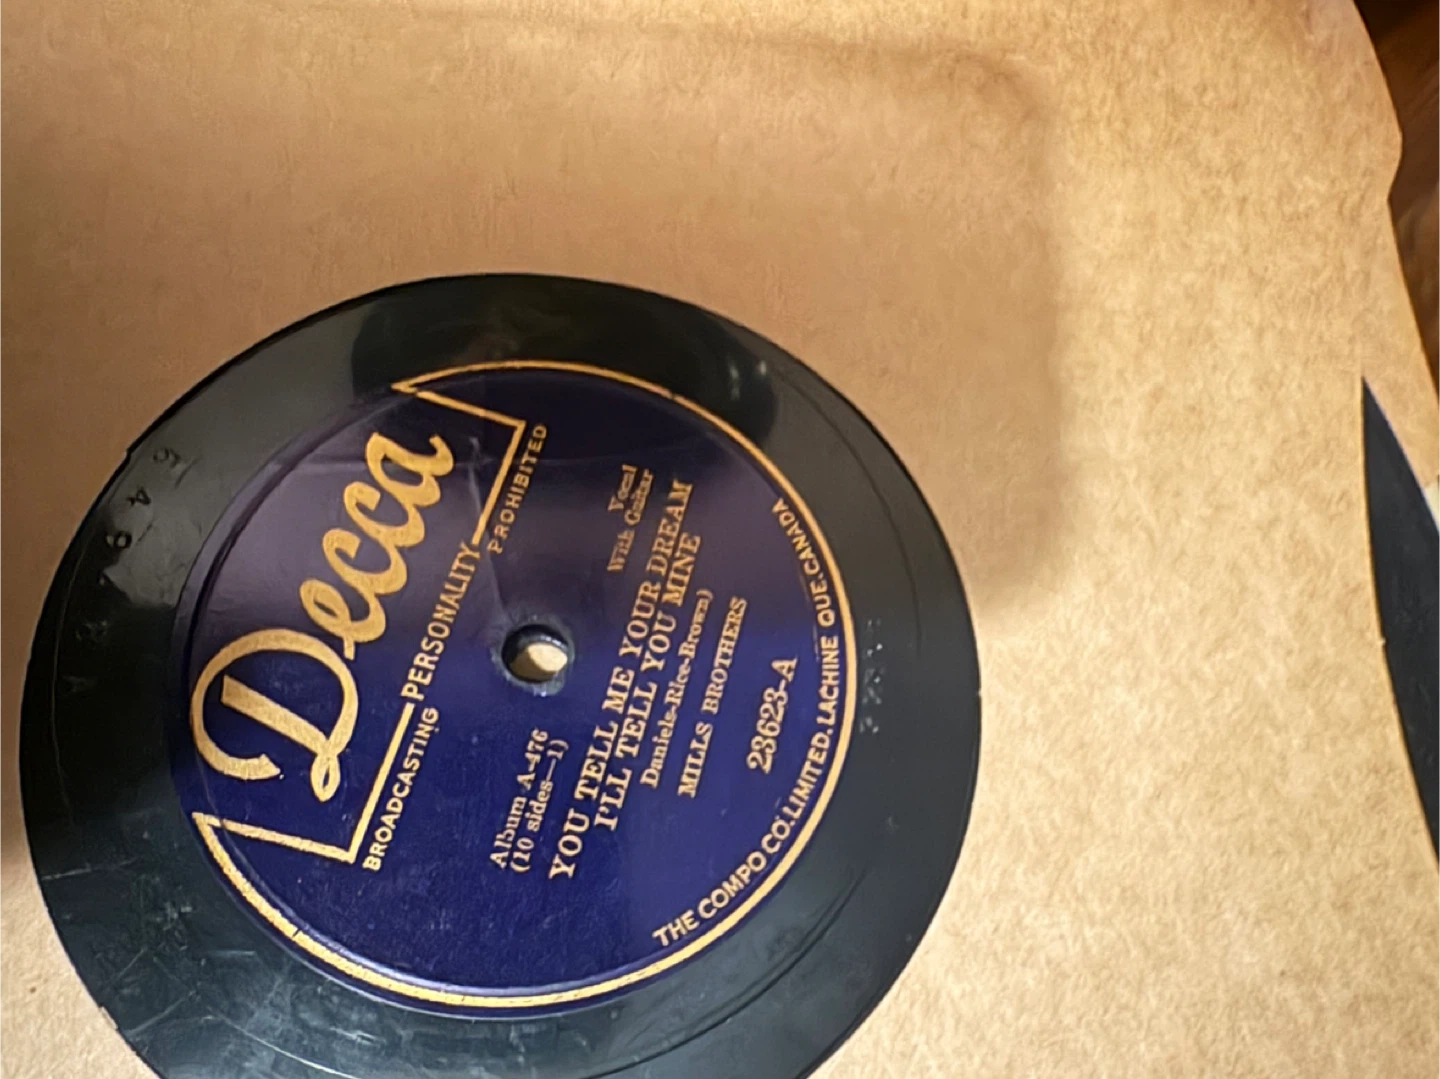 Decca
BROADCASTING
PERSONALITY
PROHIBITED
Vocal
With Guitar
Album A-476
(10 sides—1)
YOU TELL ME YOUR DREAM
I'LL TELL YOU MINE
Daniels-Rice-Brown)
MILLS BROTHERS
23623-A
THE COMPO CO. LIMITED. LACHINE QUE. CANADA